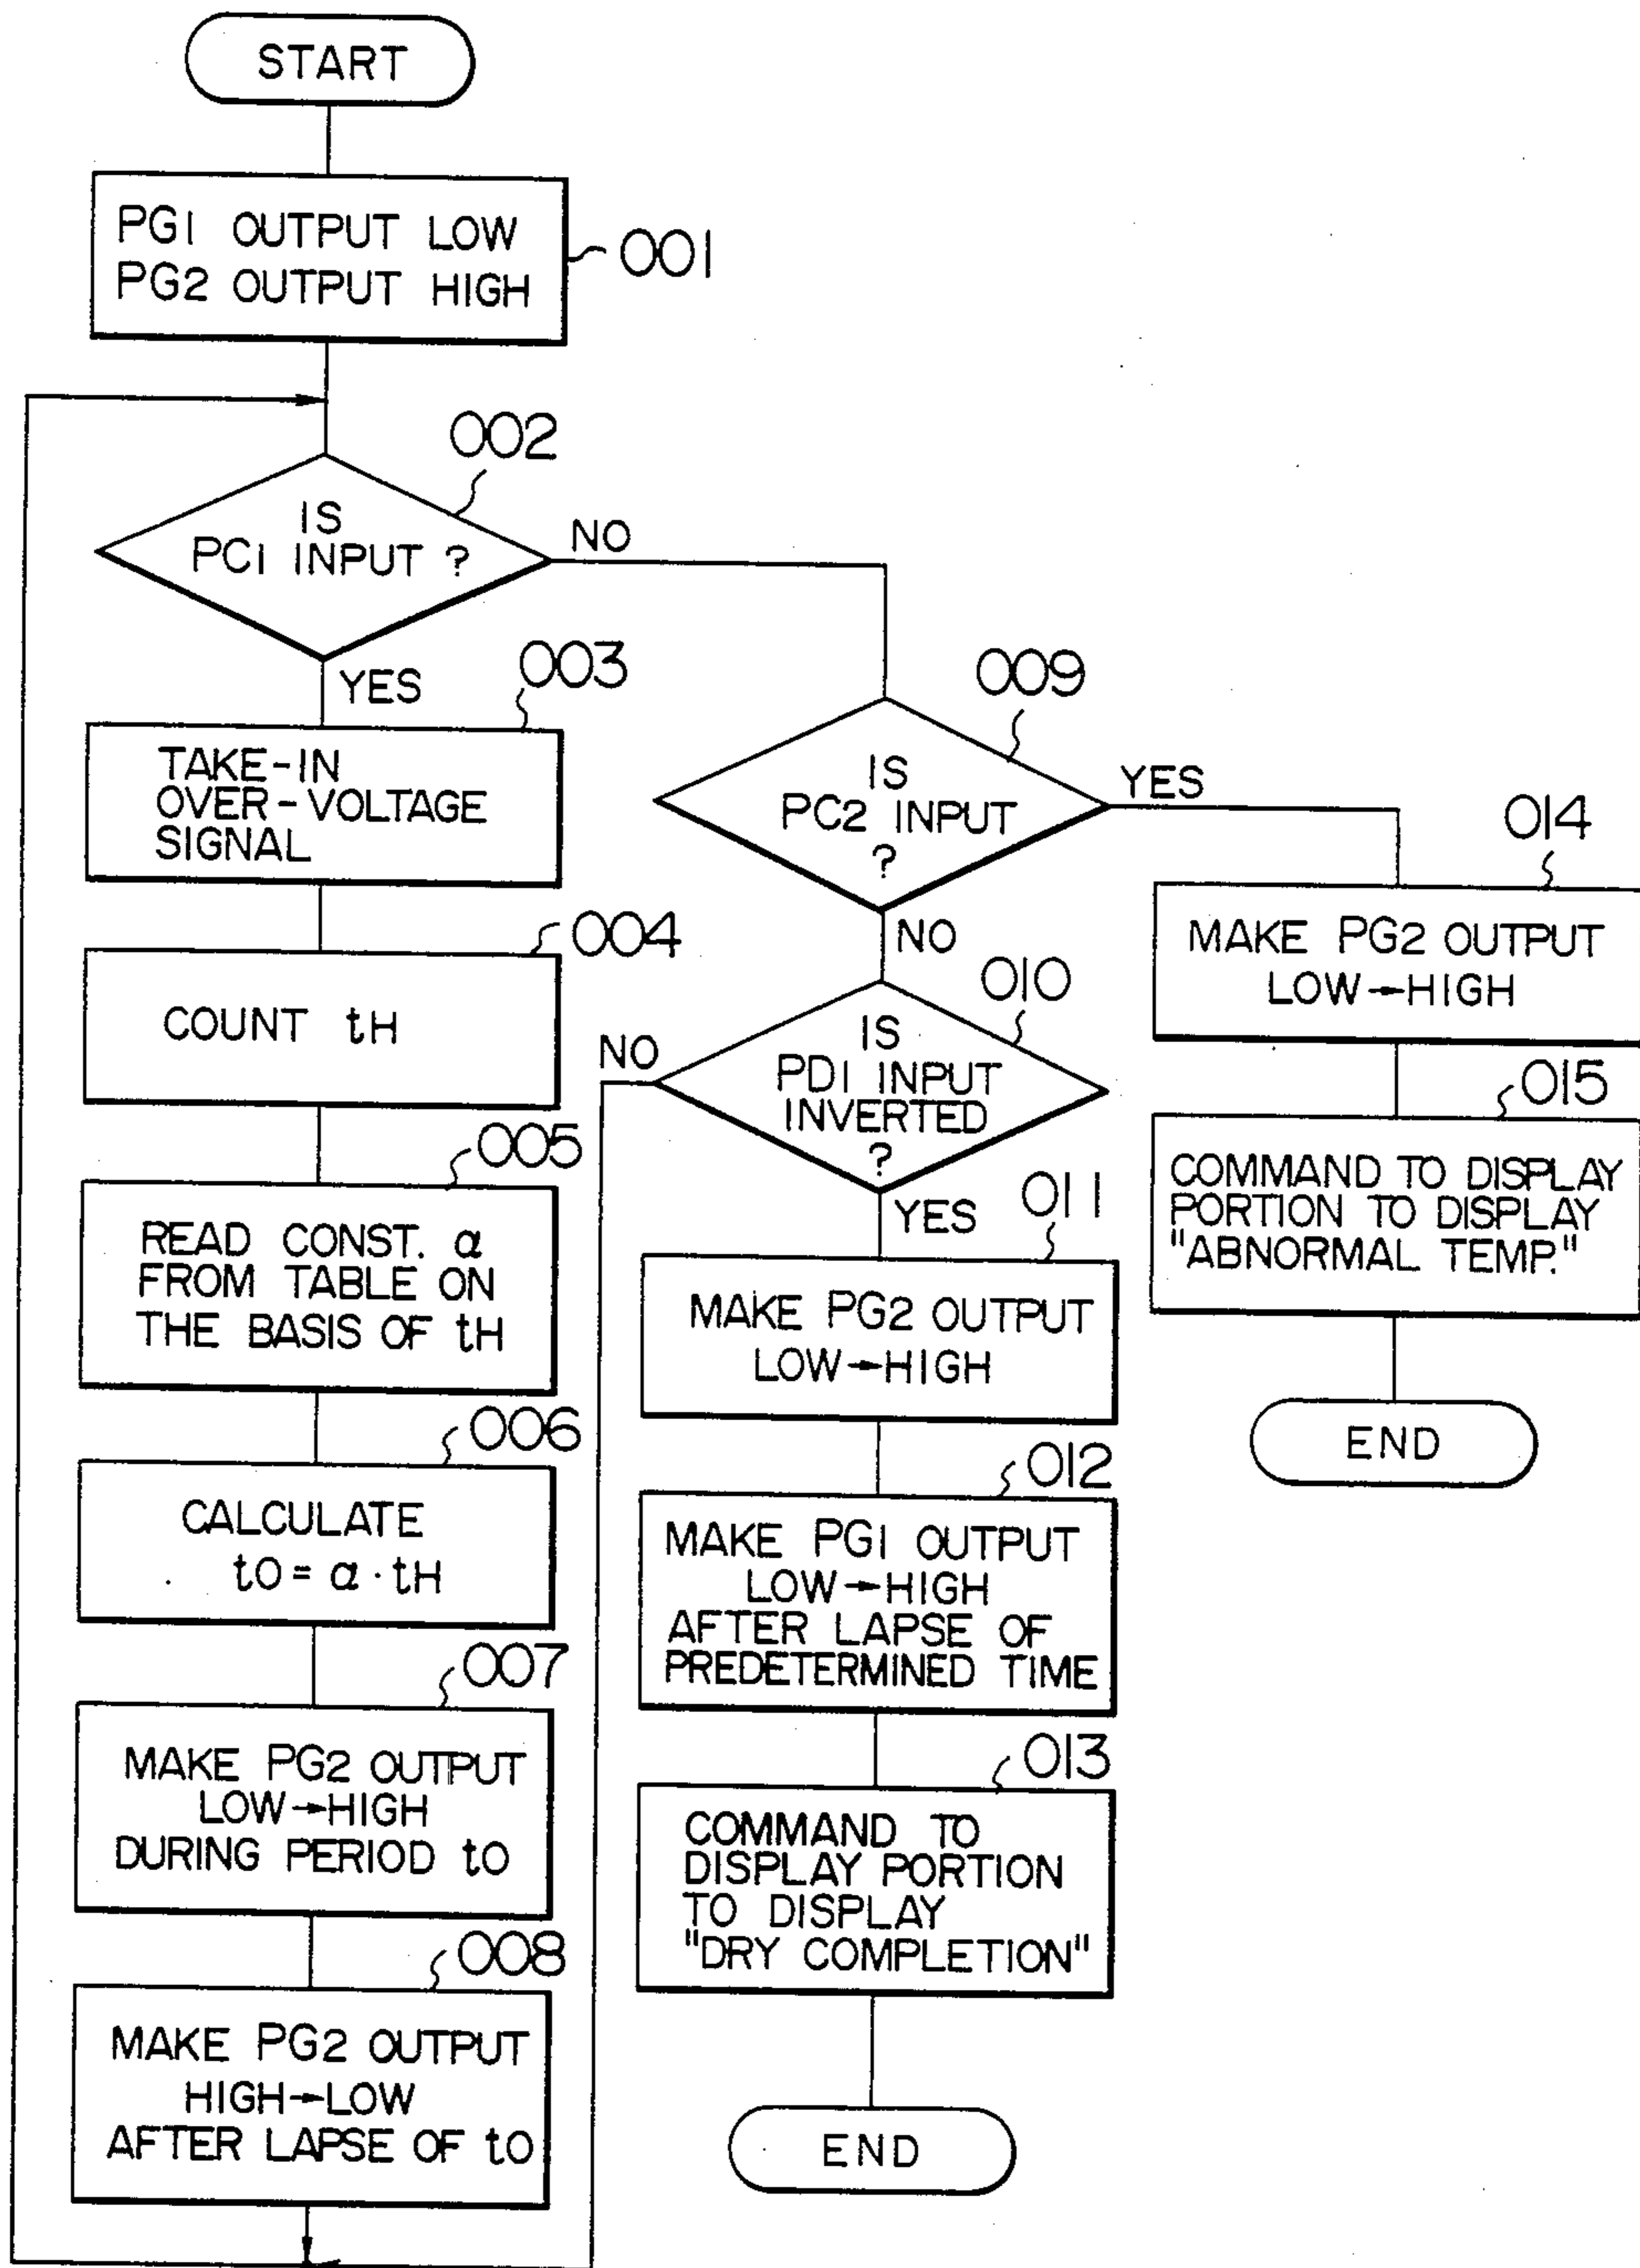 START
PG1 OUTPUT LOW
PG2 OUTPUT HIGH
001
002
IS
PC1 INPUT ?
NO
YES
003
TAKE-IN
OVER-VOLTAGE
SIGNAL
004
COUNT tH
005
READ CONST. α
FROM TABLE ON
THE BASIS OF tH
006
CALCULATE
tO = α · tH
007
MAKE PG2 OUTPUT
LOW→HIGH
DURING PERIOD tO
008
MAKE PG2 OUTPUT
HIGH→LOW
AFTER LAPSE OF tO
009
IS
PC2 INPUT
?
YES
NO
010
IS
PD1 INPUT
INVERTED
?
NO
YES
011
MAKE PG2 OUTPUT
LOW→HIGH
012
MAKE PG1 OUTPUT
LOW→HIGH
AFTER LAPSE OF
PREDETERMINED TIME
013
COMMAND TO
DISPLAY PORTION
TO DISPLAY
"DRY COMPLETION"
END
014
MAKE PG2 OUTPUT
LOW→HIGH
015
COMMAND TO DISPLAY
PORTION TO DISPLAY
"ABNORMAL TEMP."
END